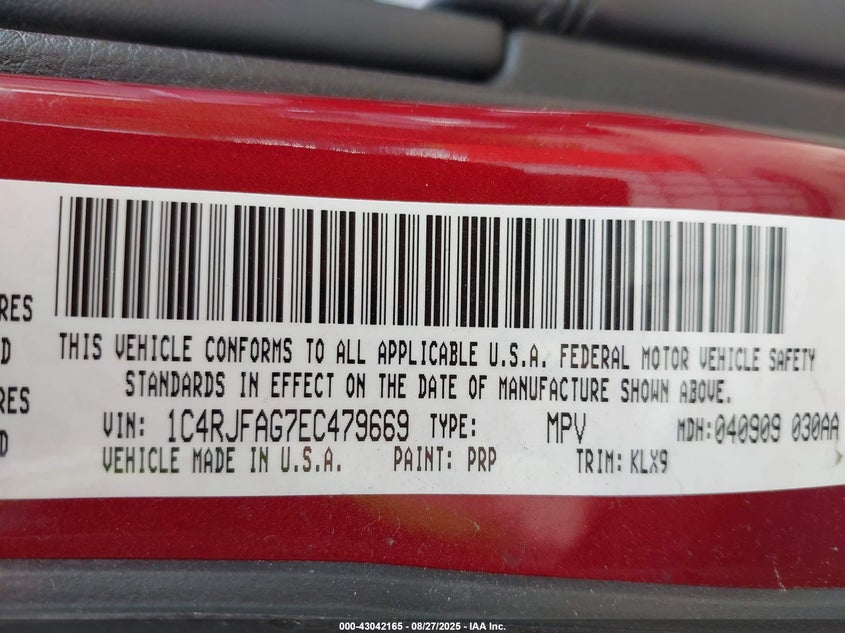 RES
D
RES
D
THIS VEHICLE CONFORMS TO ALL APPLICABLE U.S.A. FEDERAL MOTOR VEHICLE SAFETY
STANDARDS IN EFFECT ON THE DATE OF MANUFACTURE SHOWN ABOVE.
VIN: 1C4RJFAG7EC479669 TYPE: MPV MDH:040909 030AA
VEHICLE MADE IN U.S.A. PAINT: PRP TRIM: KLX9
000-43042165 - 08/27/2025 - IAA Inc.